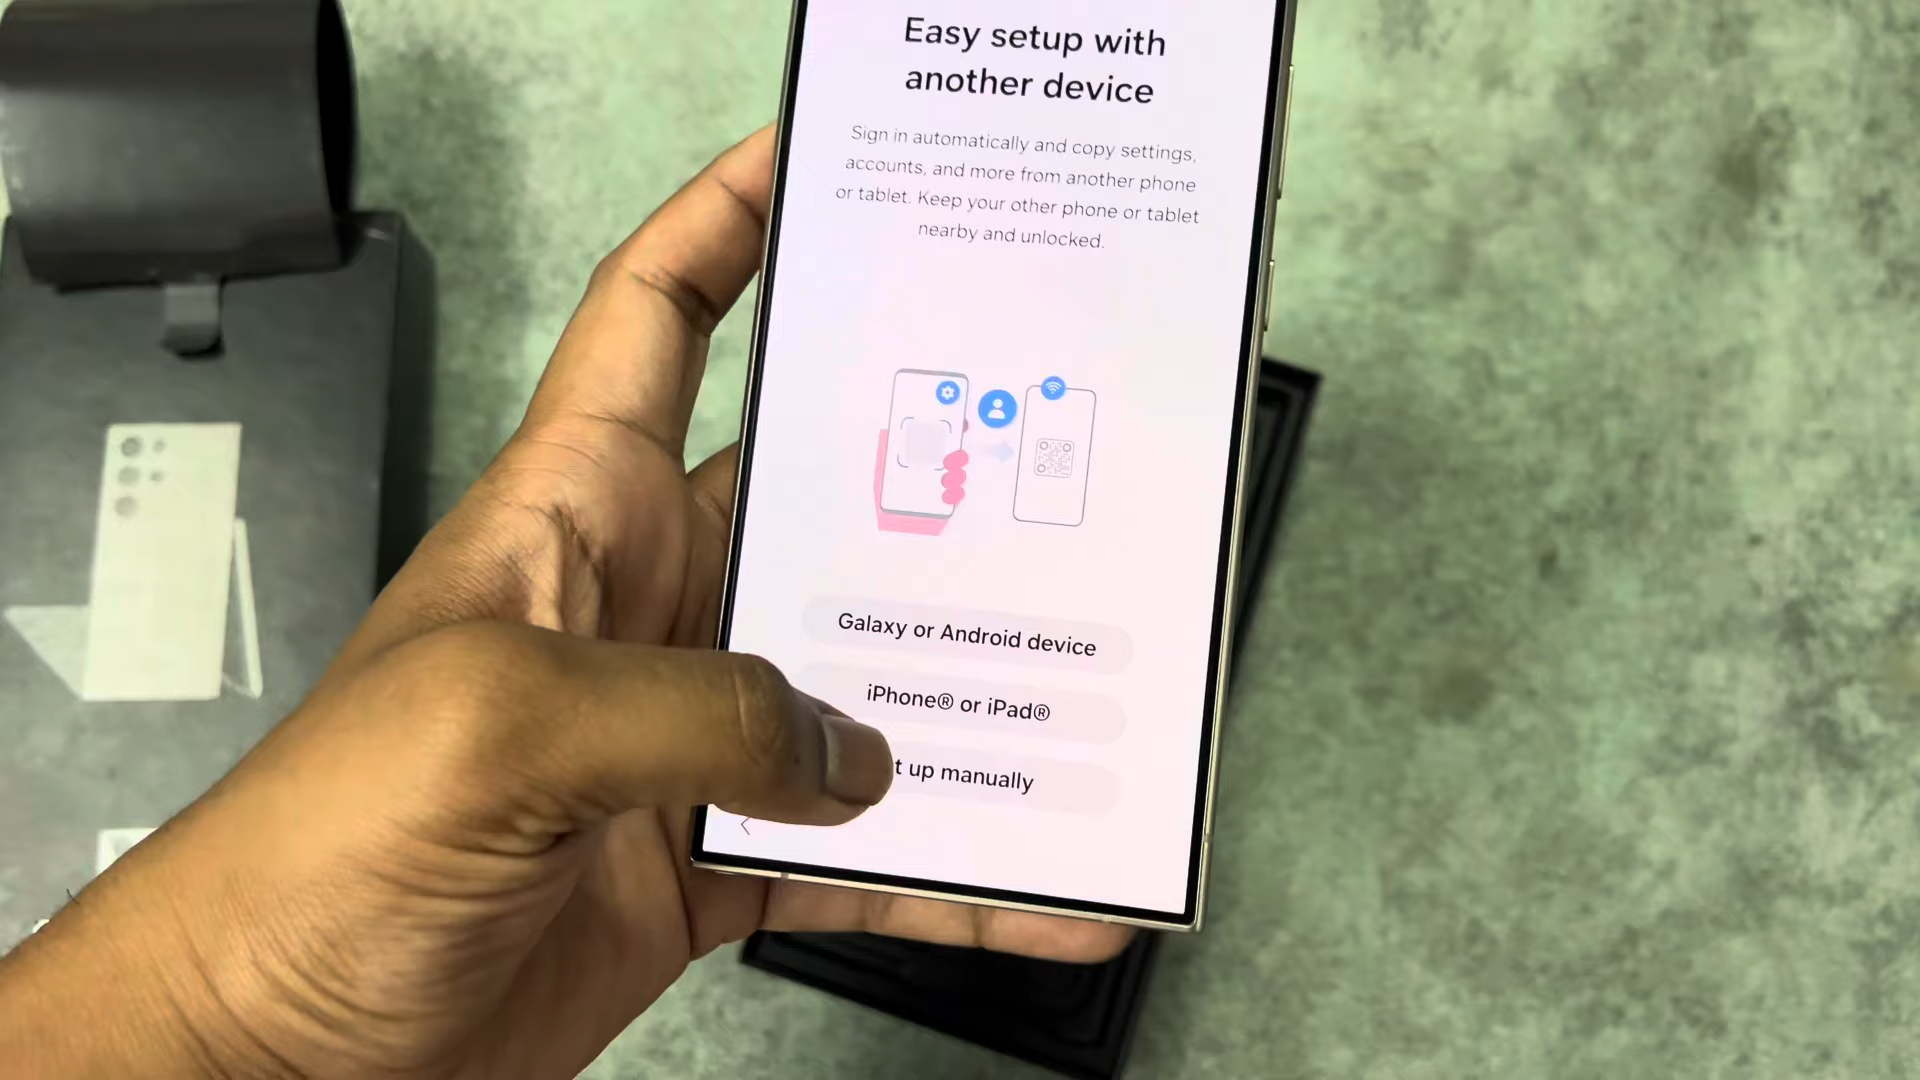 Easy setup with
another device
Sign in automatically and copy settings,
accounts, and more from another phone
or tablet. Keep your other phone or tablet
nearby and unlocked.
Galaxy or Android device
iPhone® or iPad®
t up manually